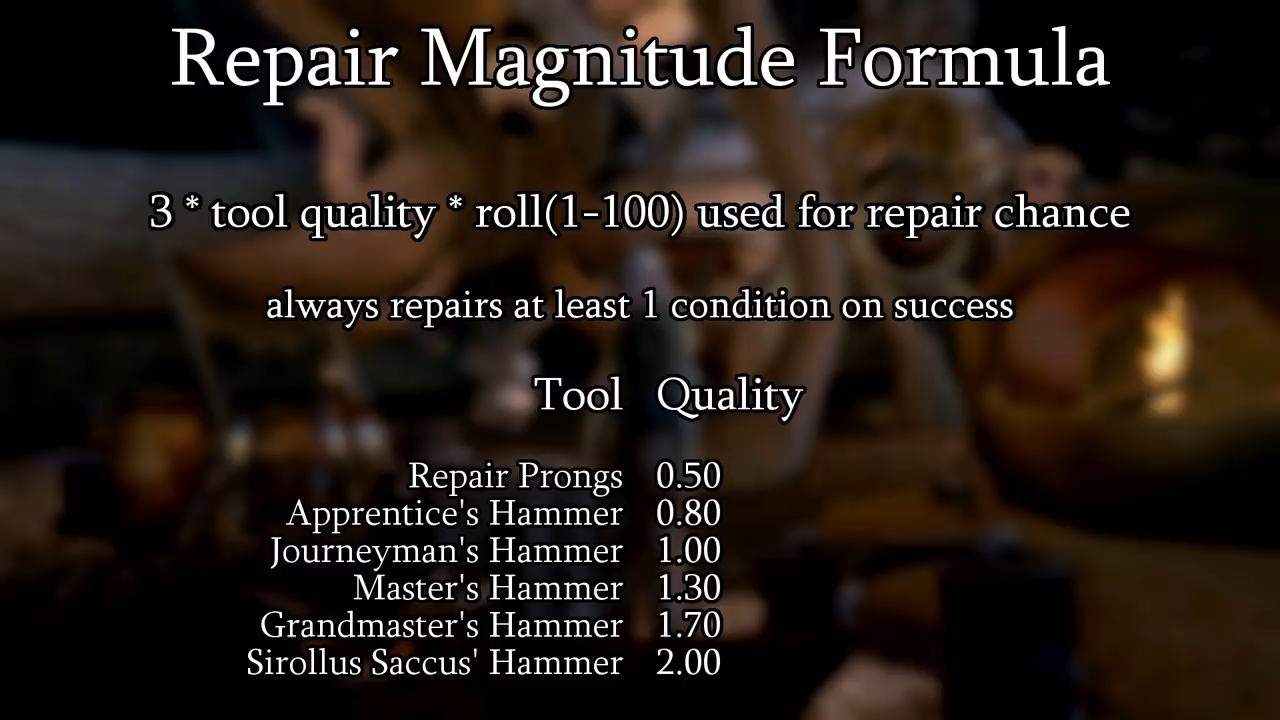 Repair Magnitude Formula
3 * tool quality * roll(1-100) used for repair chance
always repairs at least 1 condition on success
Tool Quality
Repair Prongs 0.50
Apprentice's Hammer 0.80
Journeyman's Hammer 1.00
Master's Hammer 1.30
Grandmaster's Hammer 1.70
Sirollus Saccus' Hammer 2.00